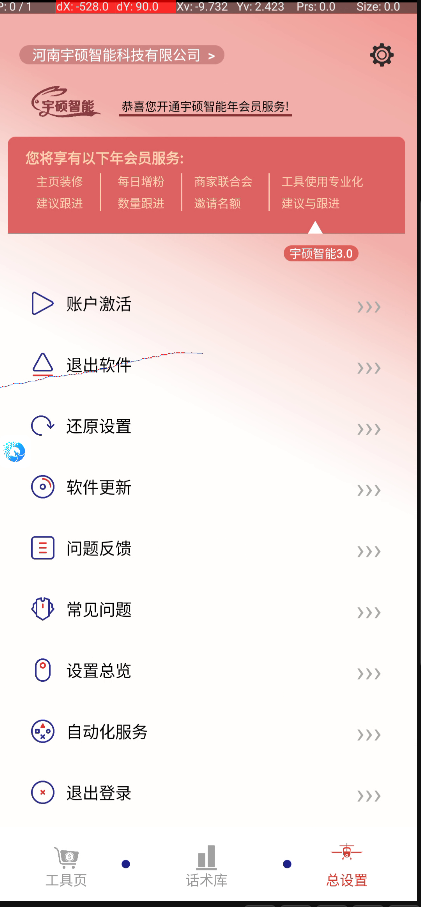 P: 0 / 1 dX: -528.0 dY: 90.0 Xv: -9.732 Yv: 2.423 Prs: 0.0 Size: 0.0
河南宇硕智能科技有限公司 >
宇硕智能 恭喜您开通宇硕智能年会员服务!
您将享有以下年会员服务:
主页装修 每日增粉 商家联合会 工具使用专业化
建议跟进 数量跟进 邀请名额 建议与跟进
宇硕智能3.0
账户激活
退出软件
还原设置
软件更新
问题反馈
常见问题
设置总览
自动化服务
退出登录
工具页 话术库 总设置